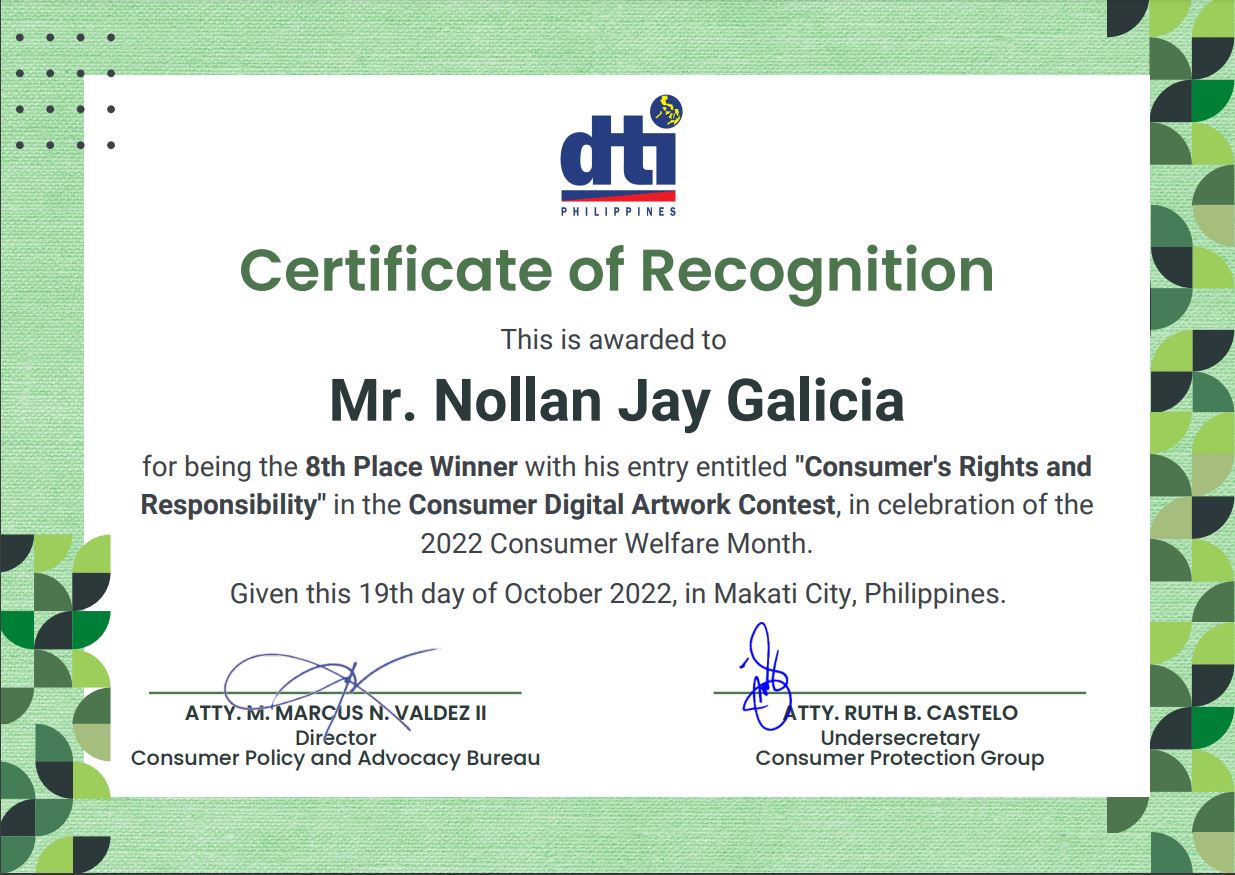 dti
PHILIPPINES
Certificate of Recognition
This is awarded to
Mr. Nollan Jay Galicia
for being the 8th Place Winner with his entry entitled "Consumer's Rights and
Responsibility" in the Consumer Digital Artwork Contest, in celebration of the
2022 Consumer Welfare Month.
Given this 19th day of October 2022, in Makati City, Philippines.
ATTY. M. MARCUS N. VALDEZ II
Director
Consumer Policy and Advocacy Bureau
ATTY. RUTH B. CASTELO
Undersecretary
Consumer Protection Group